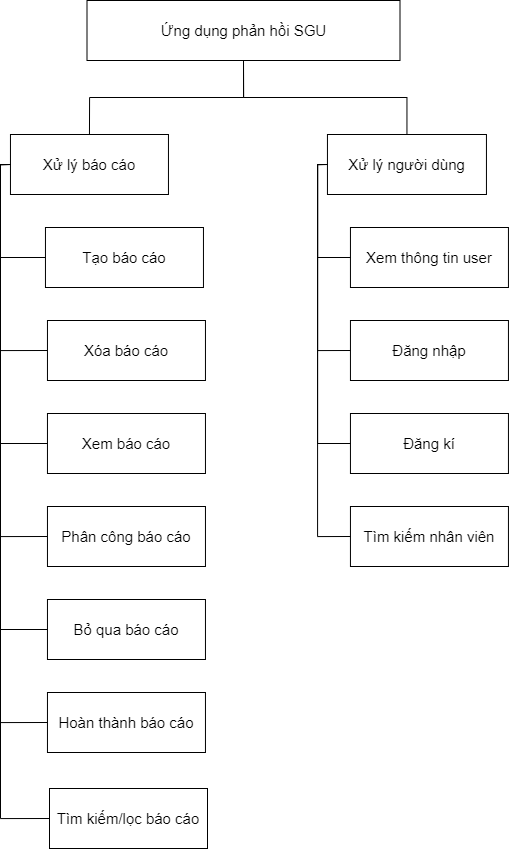 Ứng dụng phản hồi SGU
Xử lý báo cáo
Tạo báo cáo
Xóa báo cáo
Xem báo cáo
Phân công báo cáo
Bỏ qua báo cáo
Hoàn thành báo cáo
Tìm kiếm/lọc báo cáo
Xử lý người dùng
Xem thông tin user
Đăng nhập
Đăng kí
Tìm kiếm nhân viên